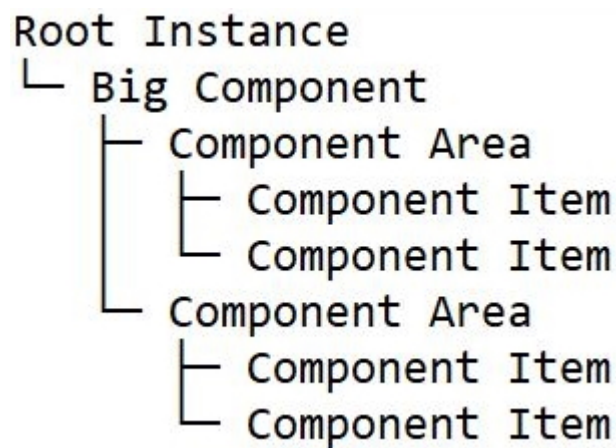 Root Instance
└─ Big Component
   ├─ Component Area
   │  ├─ Component Item
   │  └─ Component Item
   └─ Component Area
      ├─ Component Item
      └─ Component Item